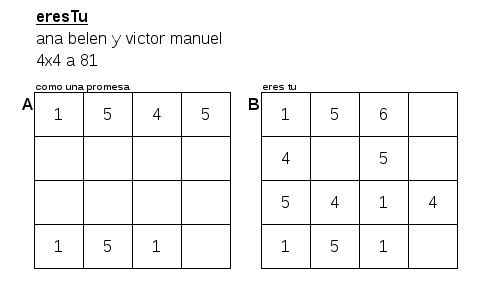 eresTu
ana belen y victor manuel
4x4 a 81
como una promesa
A
1 5 4 5
1 5 1
eres tu
B
1 5 6
4 5
5 4 1 4
1 5 1